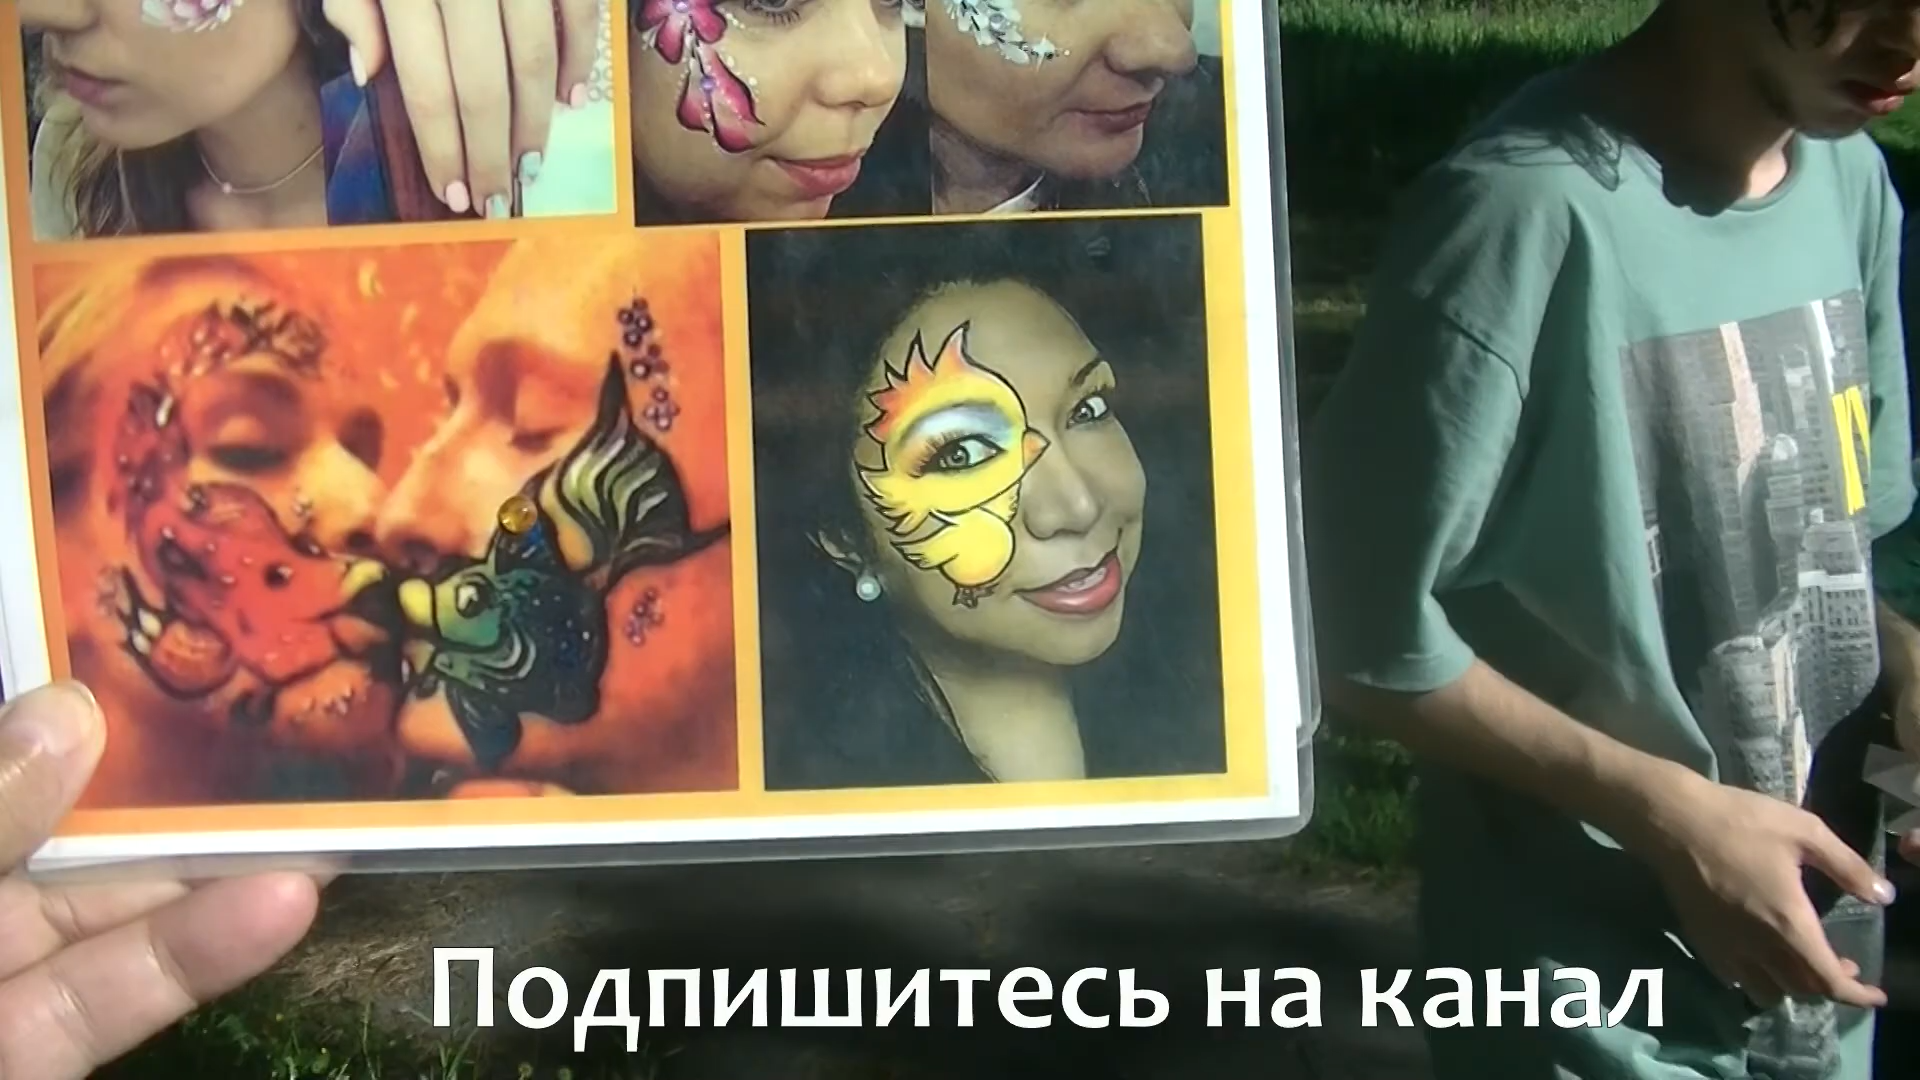 Подпишитесь на канал